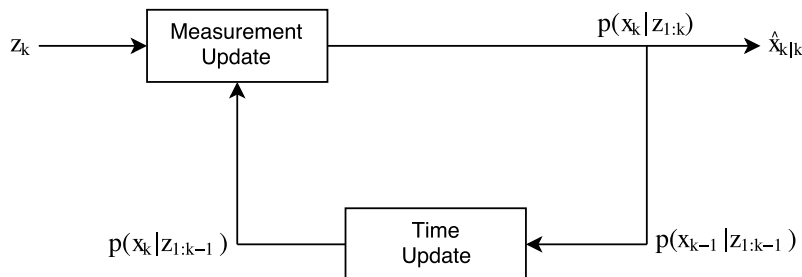 z_k
Measurement
Update
p(x_k|z_{1:k})
x̂_{k|k}
p(x_k|z_{1:k−1})
Time
Update
p(x_{k−1}|z_{1:k−1})